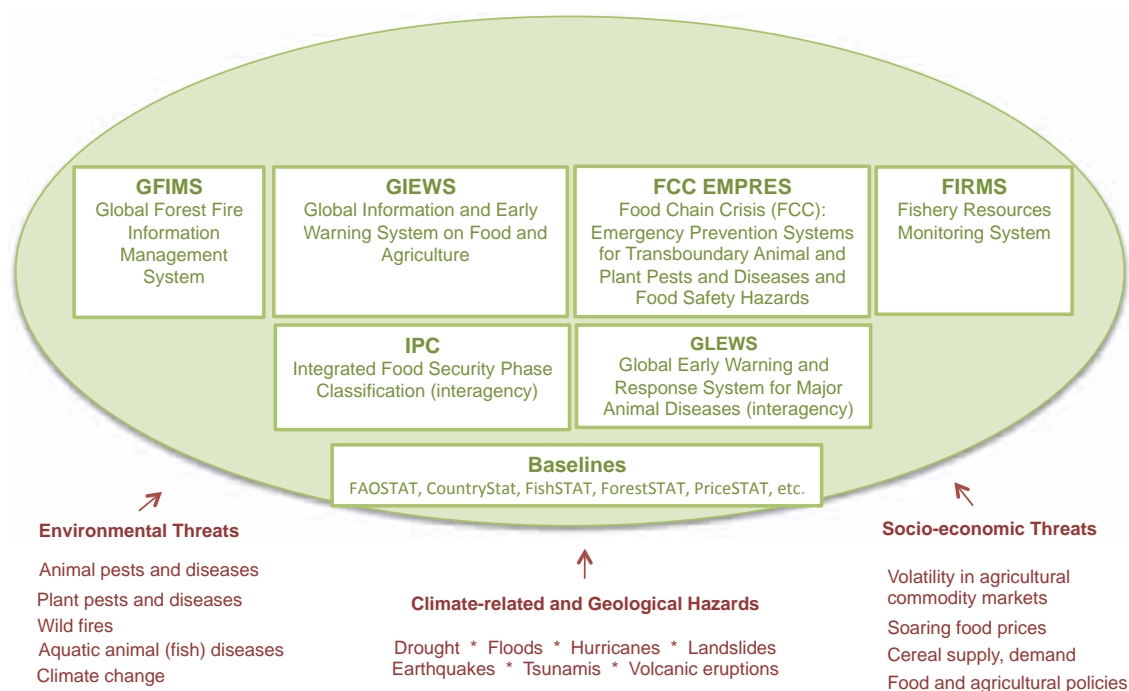 GFIMS
Global Forest Fire
Information
Management
System
GIEWS
Global Information and Early
Warning System on Food and
Agriculture
FCC EMPRES
Food Chain Crisis (FCC):
Emergency Prevention Systems
for Transboundary Animal and
Plant Pests and Diseases and
Food Safety Hazards
FIRMS
Fishery Resources
Monitoring System
IPC
Integrated Food Security Phase
Classification (interagency)
GLEWS
Global Early Warning and
Response System for Major
Animal Diseases (interagency)
Baselines
FAOSTAT, CountryStat, FishSTAT, ForestSTAT, PriceSTAT, etc.
Environmental Threats
Animal pests and diseases
Plant pests and diseases
Wild fires
Aquatic animal (fish) diseases
Climate change
Climate-related and Geological Hazards
Drought * Floods * Hurricanes * Landslides
Earthquakes * Tsunamis * Volcanic eruptions
Socio-economic Threats
Volatility in agricultural
commodity markets
Soaring food prices
Cereal supply, demand
Food and agricultural policies